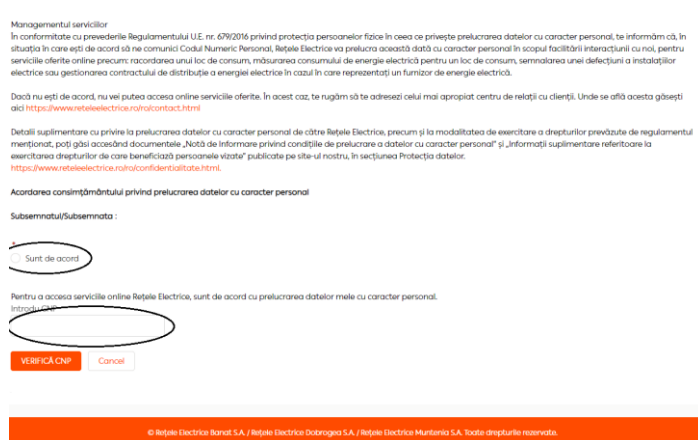 Managementul serviciilor
În conformitate cu prevederile Regulamentului U.E. nr. 679/2016 privind protecția persoanelor fizice în ceea ce privește prelucrarea datelor cu caracter personal, te informăm că, în
situația în care ești de acord să ne comunici Codul Numeric Personal, Rețele Electrice va prelucra această dată cu caracter personal în scopul facilitării interacțiunii cu noi, pentru
serviciile oferite online precum: racordarea unui loc de consum, măsurarea consumului de energie electrică pentru un loc de consum, semnalarea unei defecțiuni a instalațiilor
electrice sau gestionarea contractului de distribuție a energiei electrice în cazul în care reprezentați un furnizor de energie electrică.
Dacă nu ești de acord, nu vei putea accesa online serviciile oferite. În acest caz, te rugăm să te adresezi celui mai apropiat centru de relații cu clienții. Unde se află acesta găsești
aici https://www.reteleelectrice.ro/ro/contact.html
Detalii suplimentare cu privire la prelucrarea datelor cu caracter personal de către Rețele Electrice, precum și la modalitatea de exercitare a drepturilor prevăzute de regulamentul
menționat, poți găsi accesând documentele „Notă de Informare privind condițiile de prelucrare a datelor cu caracter personal” și „Informații suplimentare referitoare la
exercitarea drepturilor de care beneficiază persoanele vizate” publicate pe site-ul nostru, în secțiunea Protecția datelor.
https://www.reteleelectrice.ro/ro/confidentialitate.html.
Acordarea consimțământului privind prelucrarea datelor cu caracter personal
Subsemnatul/Subsemnata :
*
Sunt de acord
Pentru a accesa serviciile online Rețele Electrice, sunt de acord cu prelucrarea datelor mele cu caracter personal.
Introdu CNP
VERIFICĂ CNP Cancel
© Rețele Electrice Banat S.A. / Rețele Electrice Dobrogea S.A. / Rețele Electrice Muntenia S.A. Toate drepturile rezervate.